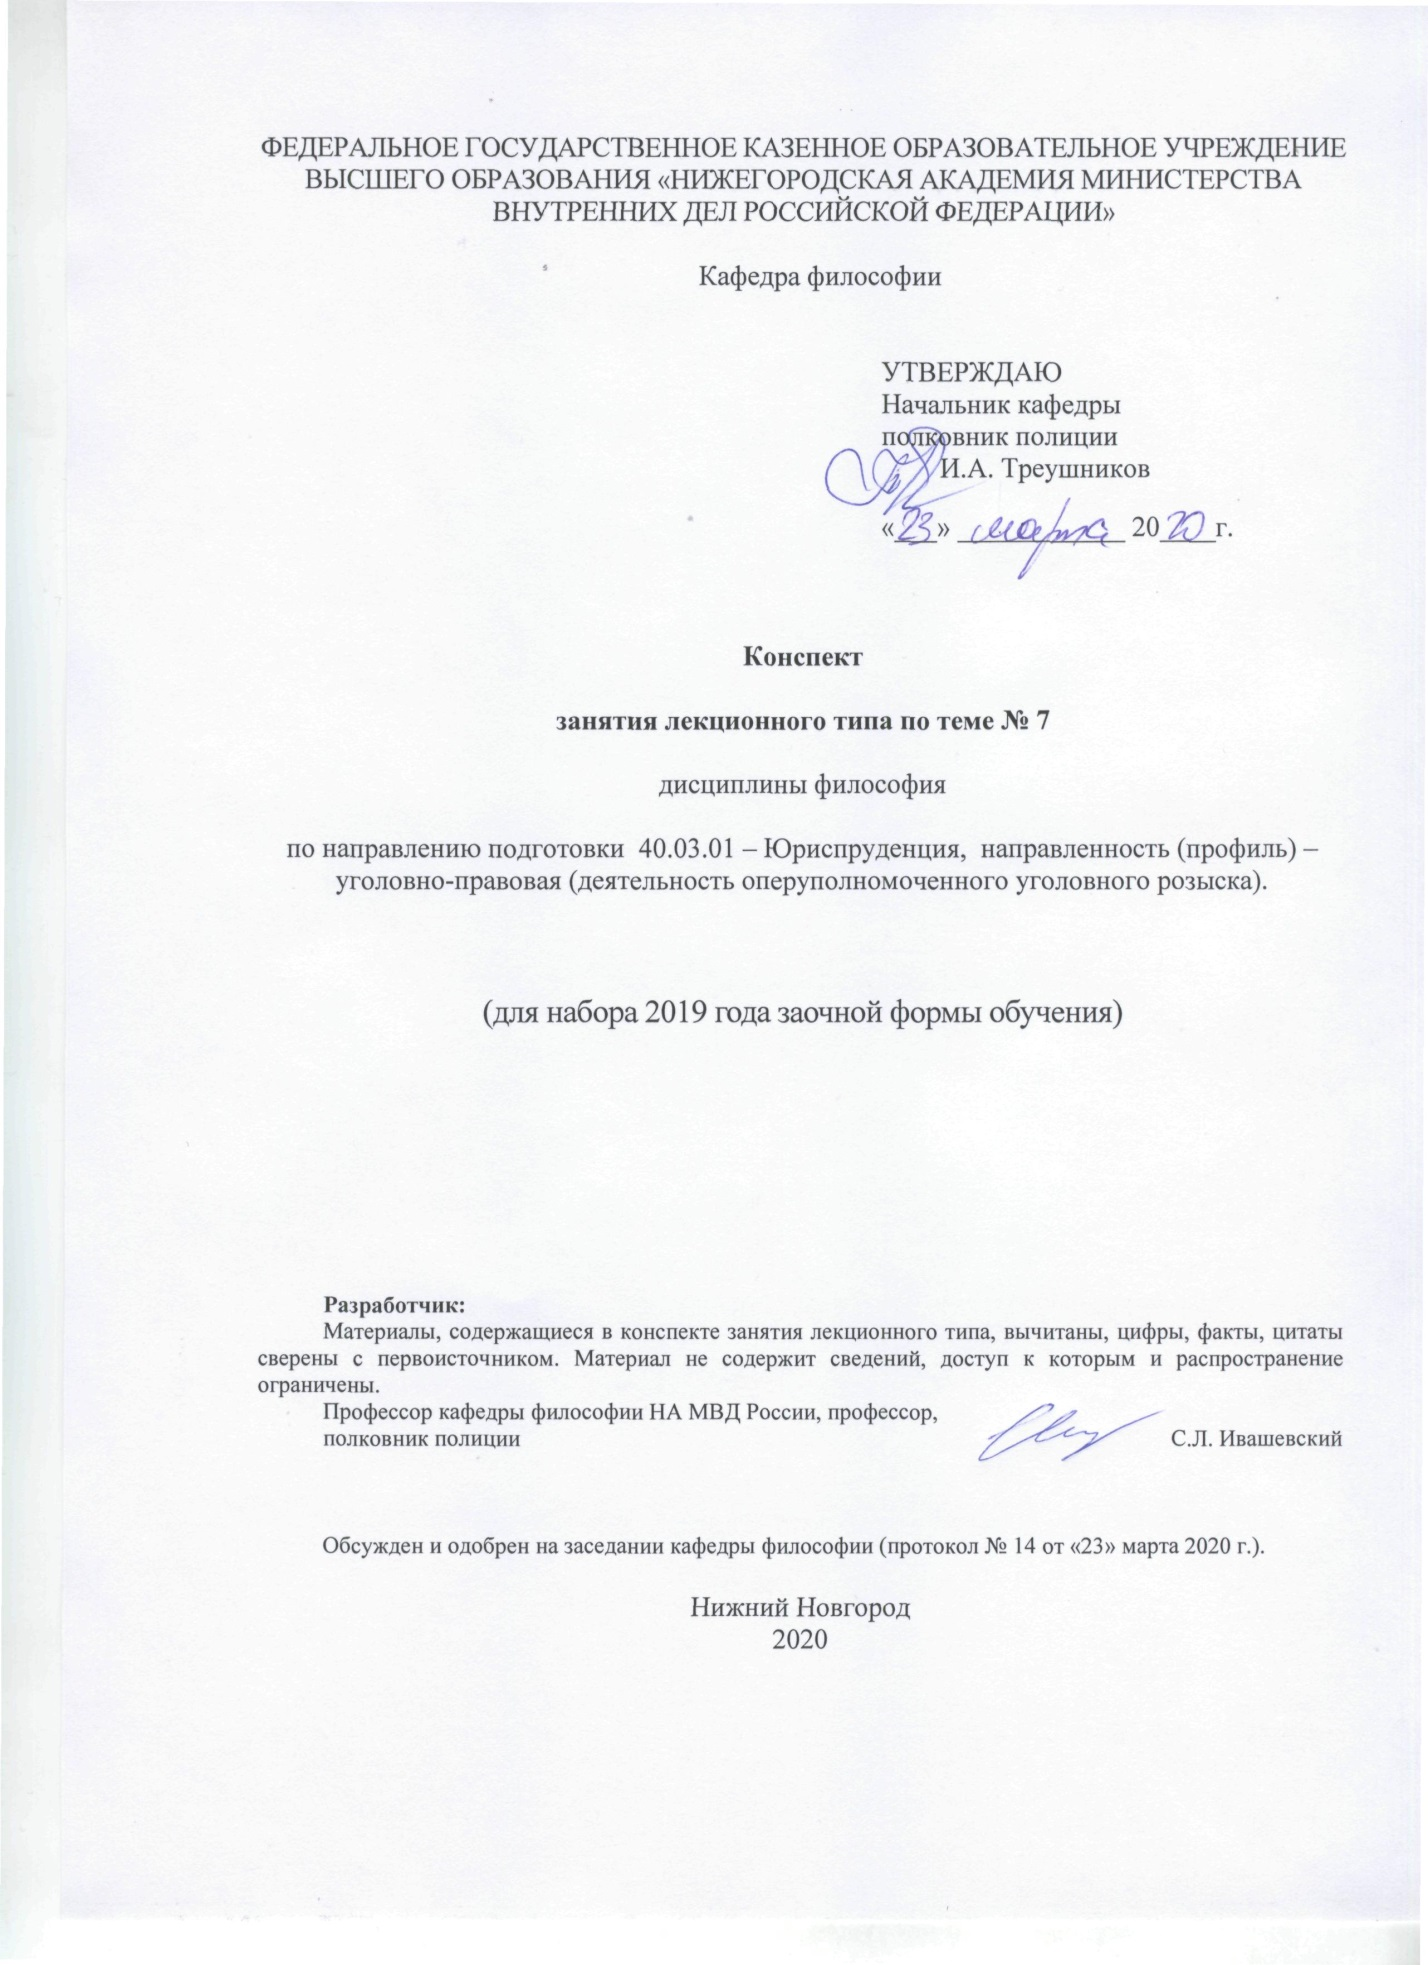 ФЕДЕРАЛЬНОЕ ГОСУДАРСТВЕННОЕ КАЗЕННОЕ ОБРАЗОВАТЕЛЬНОЕ УЧРЕЖДЕНИЕ
ВЫСШЕГО ОБРАЗОВАНИЯ «НИЖЕГОРОДСКАЯ АКАДЕМИЯ МИНИСТЕРСТВА
ВНУТРЕННИХ ДЕЛ РОССИЙСКОЙ ФЕДЕРАЦИИ»
Кафедра философии
УТВЕРЖДАЮ
Начальник кафедры
полковник полиции
И.А. Треушников
«23» марта 2020 г.
Конспект
занятия лекционного типа по теме № 7
дисциплины философия
по направлению подготовки 40.03.01 – Юриспруденция, направленность (профиль) –
уголовно-правовая (деятельность оперуполномоченного уголовного розыска).
(для набора 2019 года заочной формы обучения)
Разработчик:
Материалы, содержащиеся в конспекте занятия лекционного типа, вычитаны, цифры, факты, цитаты
сверены с первоисточником. Материал не содержит сведений, доступ к которым и распространение
ограничены.
Профессор кафедры философии НА МВД России, профессор,
полковник полиции С.Л. Ивашевский
Обсужден и одобрен на заседании кафедры философии (протокол № 14 от «23» марта 2020 г.).
Нижний Новгород
2020